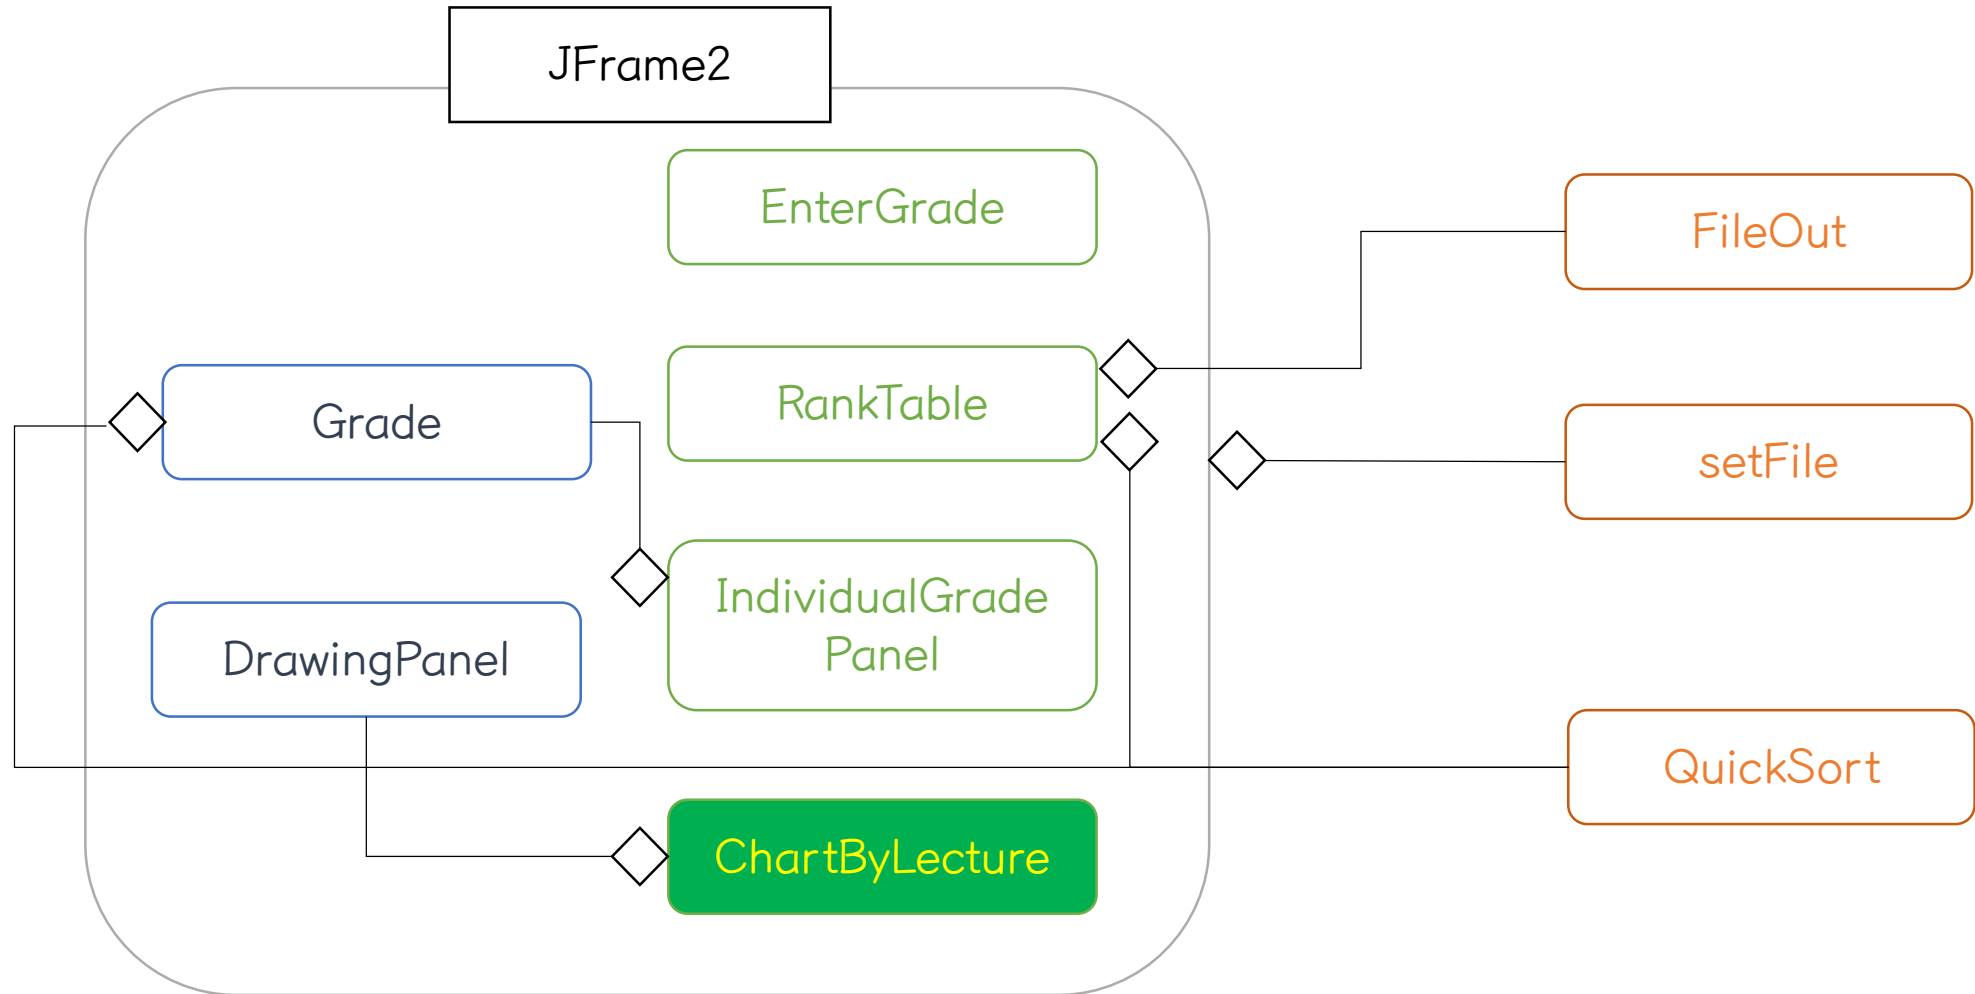 JFrame2
EnterGrade
FileOut
RankTable
Grade
setFile
IndividualGrade
Panel
DrawingPanel
QuickSort
ChartByLecture